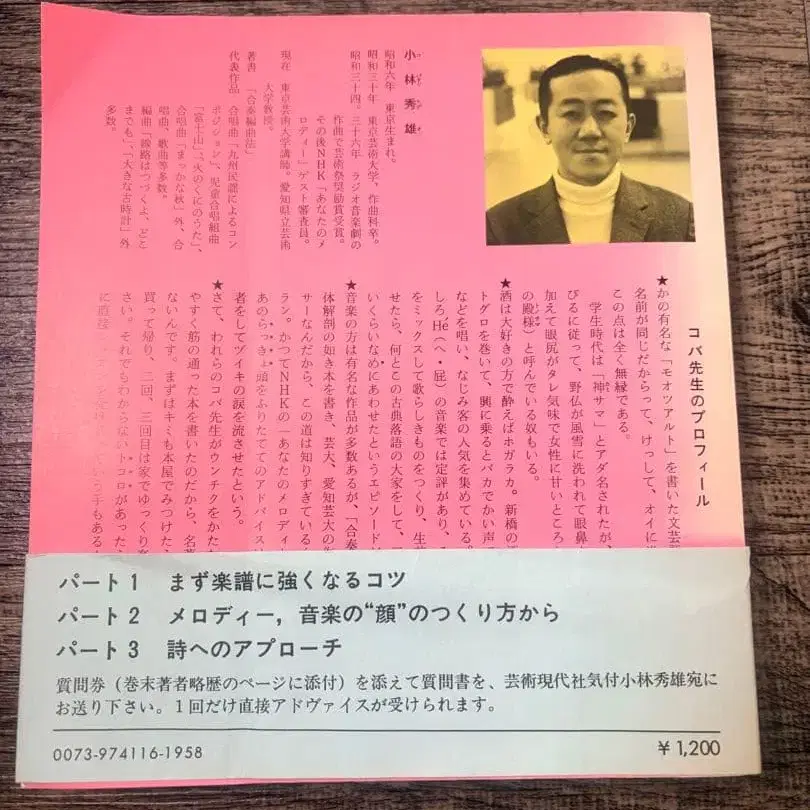 小林秀雄
昭和六年 東京生まれ。
昭和三十年 東京芸術大学、作曲科卒。
昭和三十四。三十六年 ラジオ音楽劇の
作曲で芸術祭奨励賞受賞。
その後NHK「あなたのメ
ロディー」ゲスト審査員。
現在 東京芸術大学講師。愛知県立芸術
大学教授。
著書 「合奏編曲法」
代表作品 合唱曲「九州民謡によるコン
ポジション」、児童合唱組曲
「富士山」、「火のくにのうた」、
合唱曲「まっかな秋」外、合
唱曲、歌曲等多数。
編曲「線路はつづくよ、どこ
までも」、「大きな古時計」外
多数。
コバ先生のプロフィール
★かの有名な「モオツアルト」を書いた文芸
名前が同じだからって、けっして、オイに
この点は全く無縁である。
学生時代は「神サマ」とアダ名されたが、
びるに従って、野仏が風雪に洗われて眼鼻
加えて眼尻がタレ気味で女性に甘いところ
の殿様」と呼んでいる奴もいる。
★酒は大好きの方で酔えばホガラカ。新橋の
トグロを巻いて、興に乗るとバカでかい声
などを唱い、なじみ客の人気を集めている。
しろHé(へ・屁)の音楽では定評があり、
をミックスして歌らしきものをつくり、生
せたら、何とこの古典落語の大家をして、
いくらいなめにあわせたというエピソード
★音楽の方は有名な作品が多数あるが、「合奏
体解剖の如き本を書き、芸大、愛知芸大の
サーなんだから、この道は知りすぎている
ラン。かつてNHKの「あなたのメロディ
あのらっきょ頭をふりたててのアドバイス
者をしてヅイキの涙を流させたという。
★さて、われらのコバ先生がウンチクをかた
やすく筋の通った本を書いたのだから、名
ないんです。まずはキミも本屋でみつけた
買って帰り、二回、三回目は家でゆっくり
さい。それでもわからないトコロがあった
に直接
いう手もある
パート1 まず楽譜に強くなるコツ
パート2 メロディー,音楽の“顔”のつくり方から
パート3 詩へのアプローチ
質問券(巻末著者略歴のページに添付)を添えて質問書を、芸術現代社気付小林秀雄宛に
お送り下さい。1回だけ直接アドヴァイスが受けられます。
0073-974116-1958
¥1,200